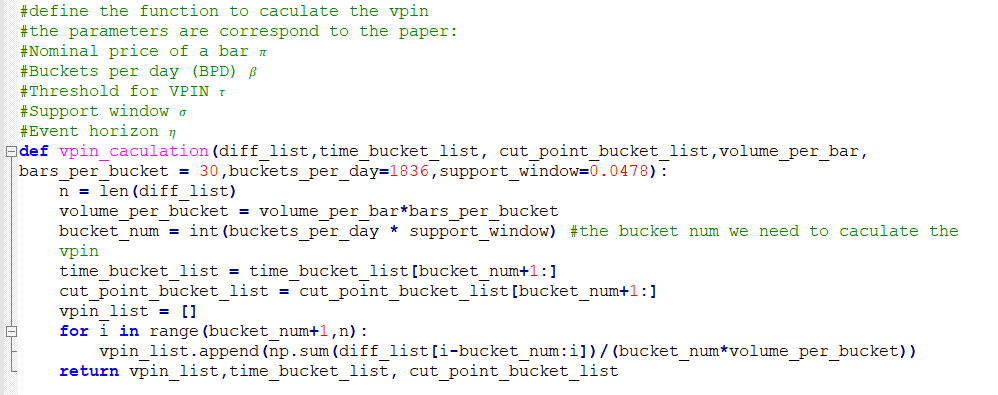 #define the function to caculate the vpin
#the parameters are correspond to the paper:
#Nominal price of a bar π
#Buckets per day (BPD) β
#Threshold for VPIN τ
#Support window σ
#Event horizon η
def vpin_caculation(diff_list,time_bucket_list, cut_point_bucket_list,volume_per_bar,
bars_per_bucket = 30,buckets_per_day=1836,support_window=0.0478):
    n = len(diff_list)
    volume_per_bucket = volume_per_bar*bars_per_bucket
    bucket_num = int(buckets_per_day * support_window) #the bucket num we need to caculate the
    vpin
    time_bucket_list = time_bucket_list[bucket_num+1:]
    cut_point_bucket_list = cut_point_bucket_list[bucket_num+1:]
    vpin_list = []
    for i in range(bucket_num+1,n):
        vpin_list.append(np.sum(diff_list[i-bucket_num:i])/(bucket_num*volume_per_bucket))
    return vpin_list,time_bucket_list, cut_point_bucket_list